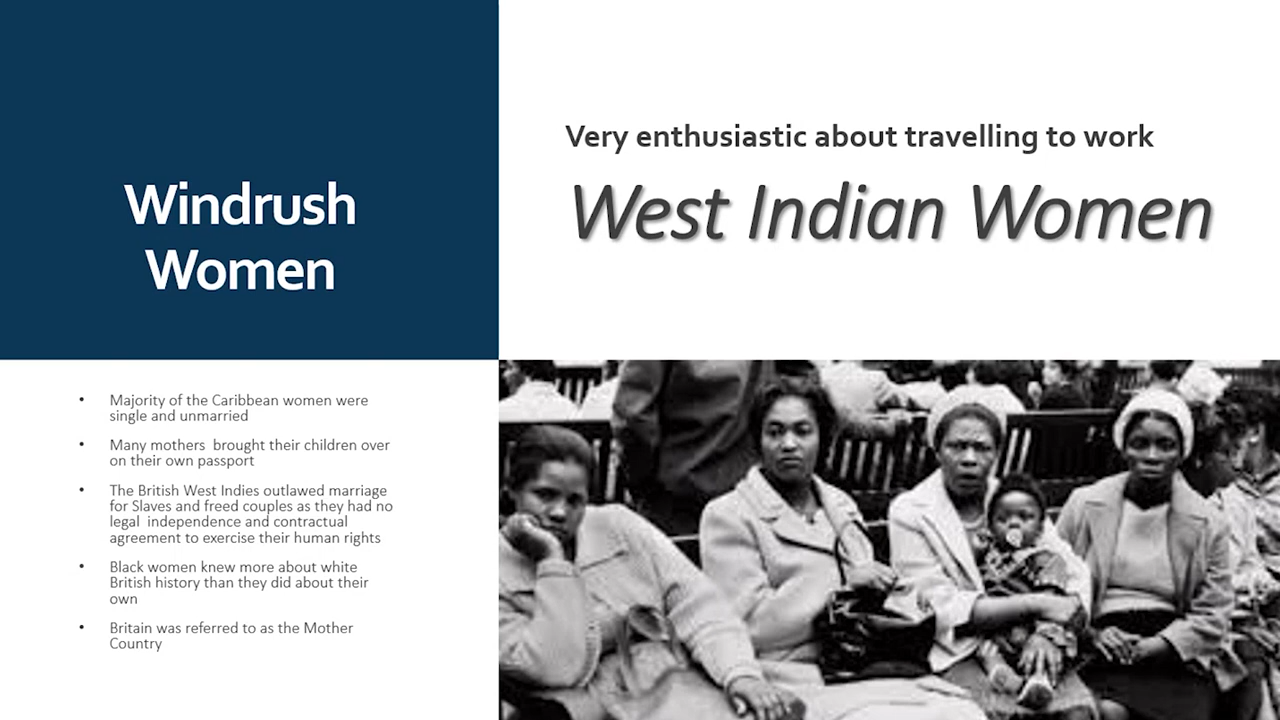 Windrush
Women
Very enthusiastic about travelling to work
West Indian Women
• Majority of the Caribbean women were
single and unmarried
• Many mothers  brought their children over
on their own passport
• The British West Indies outlawed marriage
for Slaves and freed couples as they had no
legal  independence and contractual
agreement to exercise their human rights
• Black women knew more about white
British history than they did about their
own
• Britain was referred to as the Mother
Country